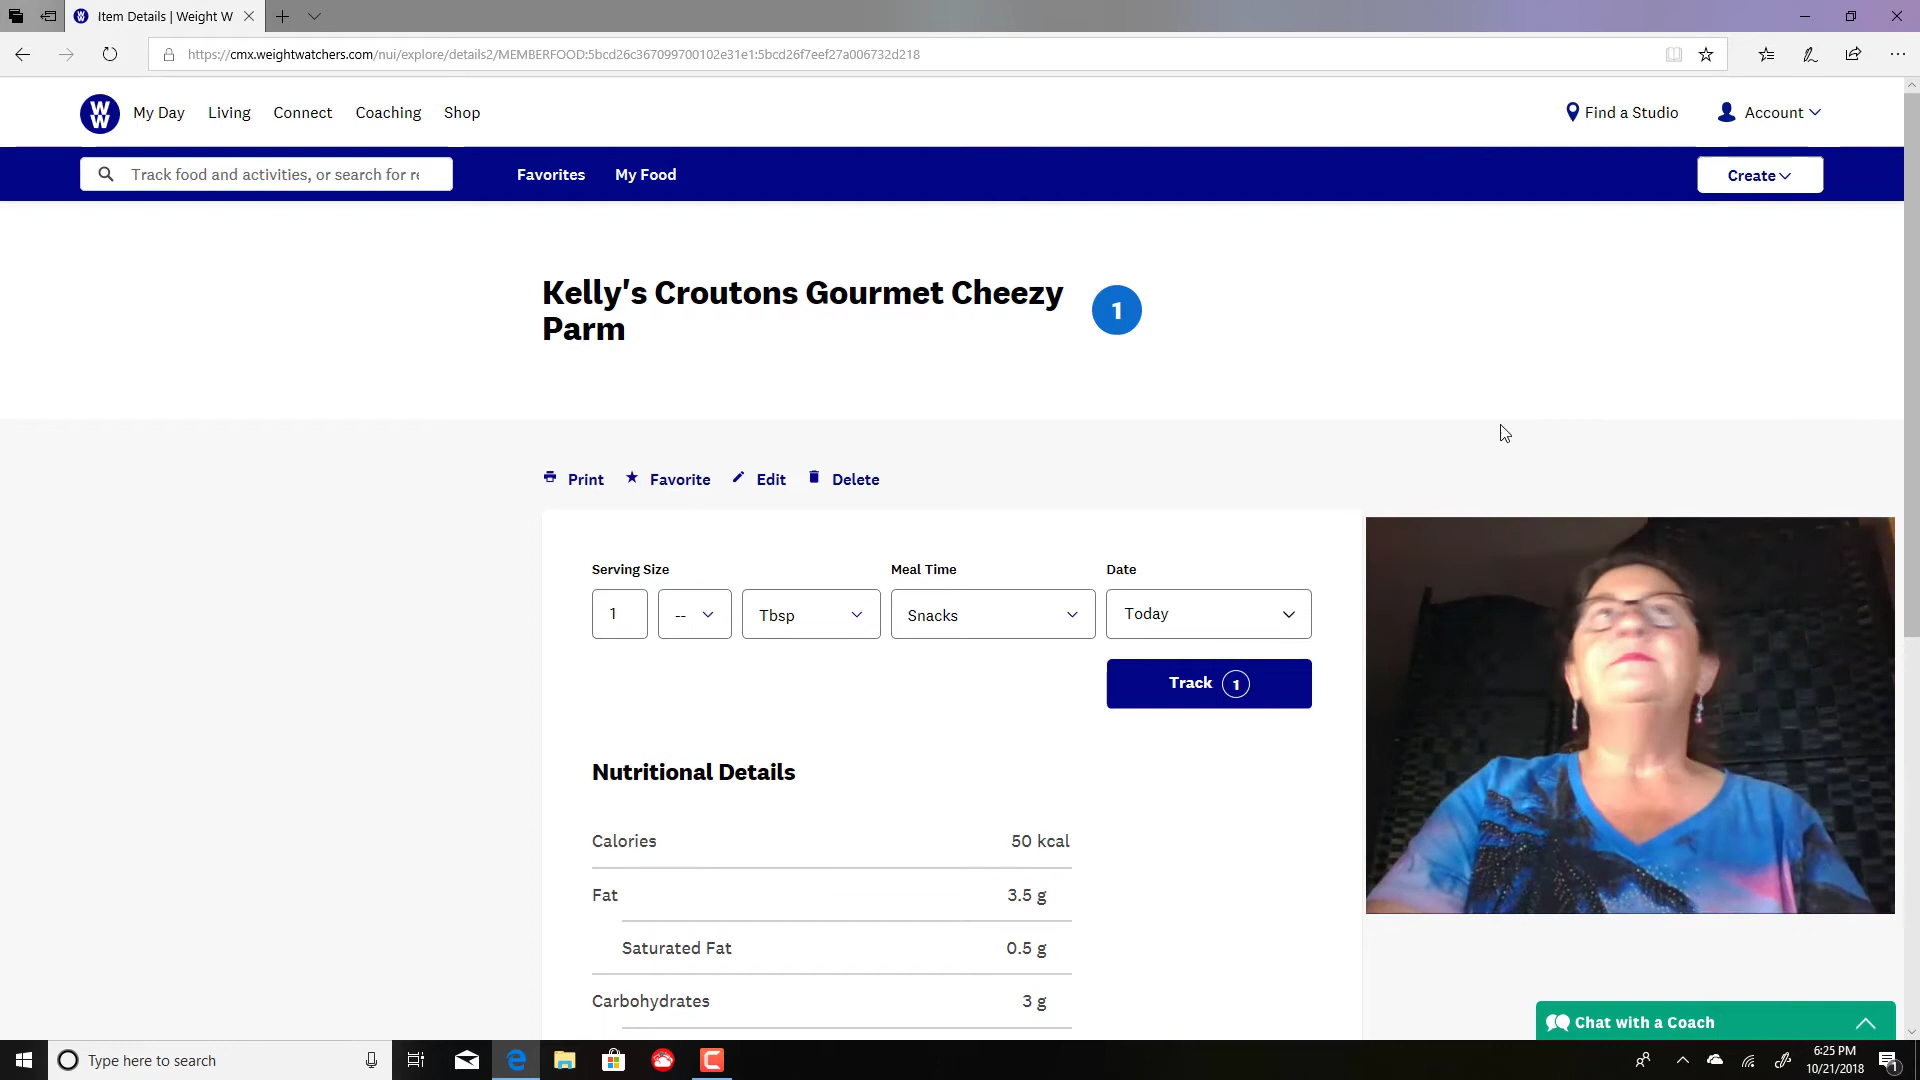 Item Details | Weight W
https://cmx.weightwatchers.com/nui/explore/details2/MEMBERFOOD:5bcd26c367099700102e31e1:5bcd26f7eef27a006732d218
W W My Day Living Connect Coaching Shop Find a Studio Account
Track food and activities, or search for re Favorites My Food Create
Kelly's Croutons Gourmet Cheezy
Parm
1
Print Favorite Edit Delete
Serving Size Meal Time Date
1 -- Tbsp Snacks Today
Track 1
Nutritional Details
Calories 50 kcal
Fat 3.5 g
Saturated Fat 0.5 g
Carbohydrates 3 g
Chat with a Coach
Type here to search
6:25 PM
10/21/2018
1